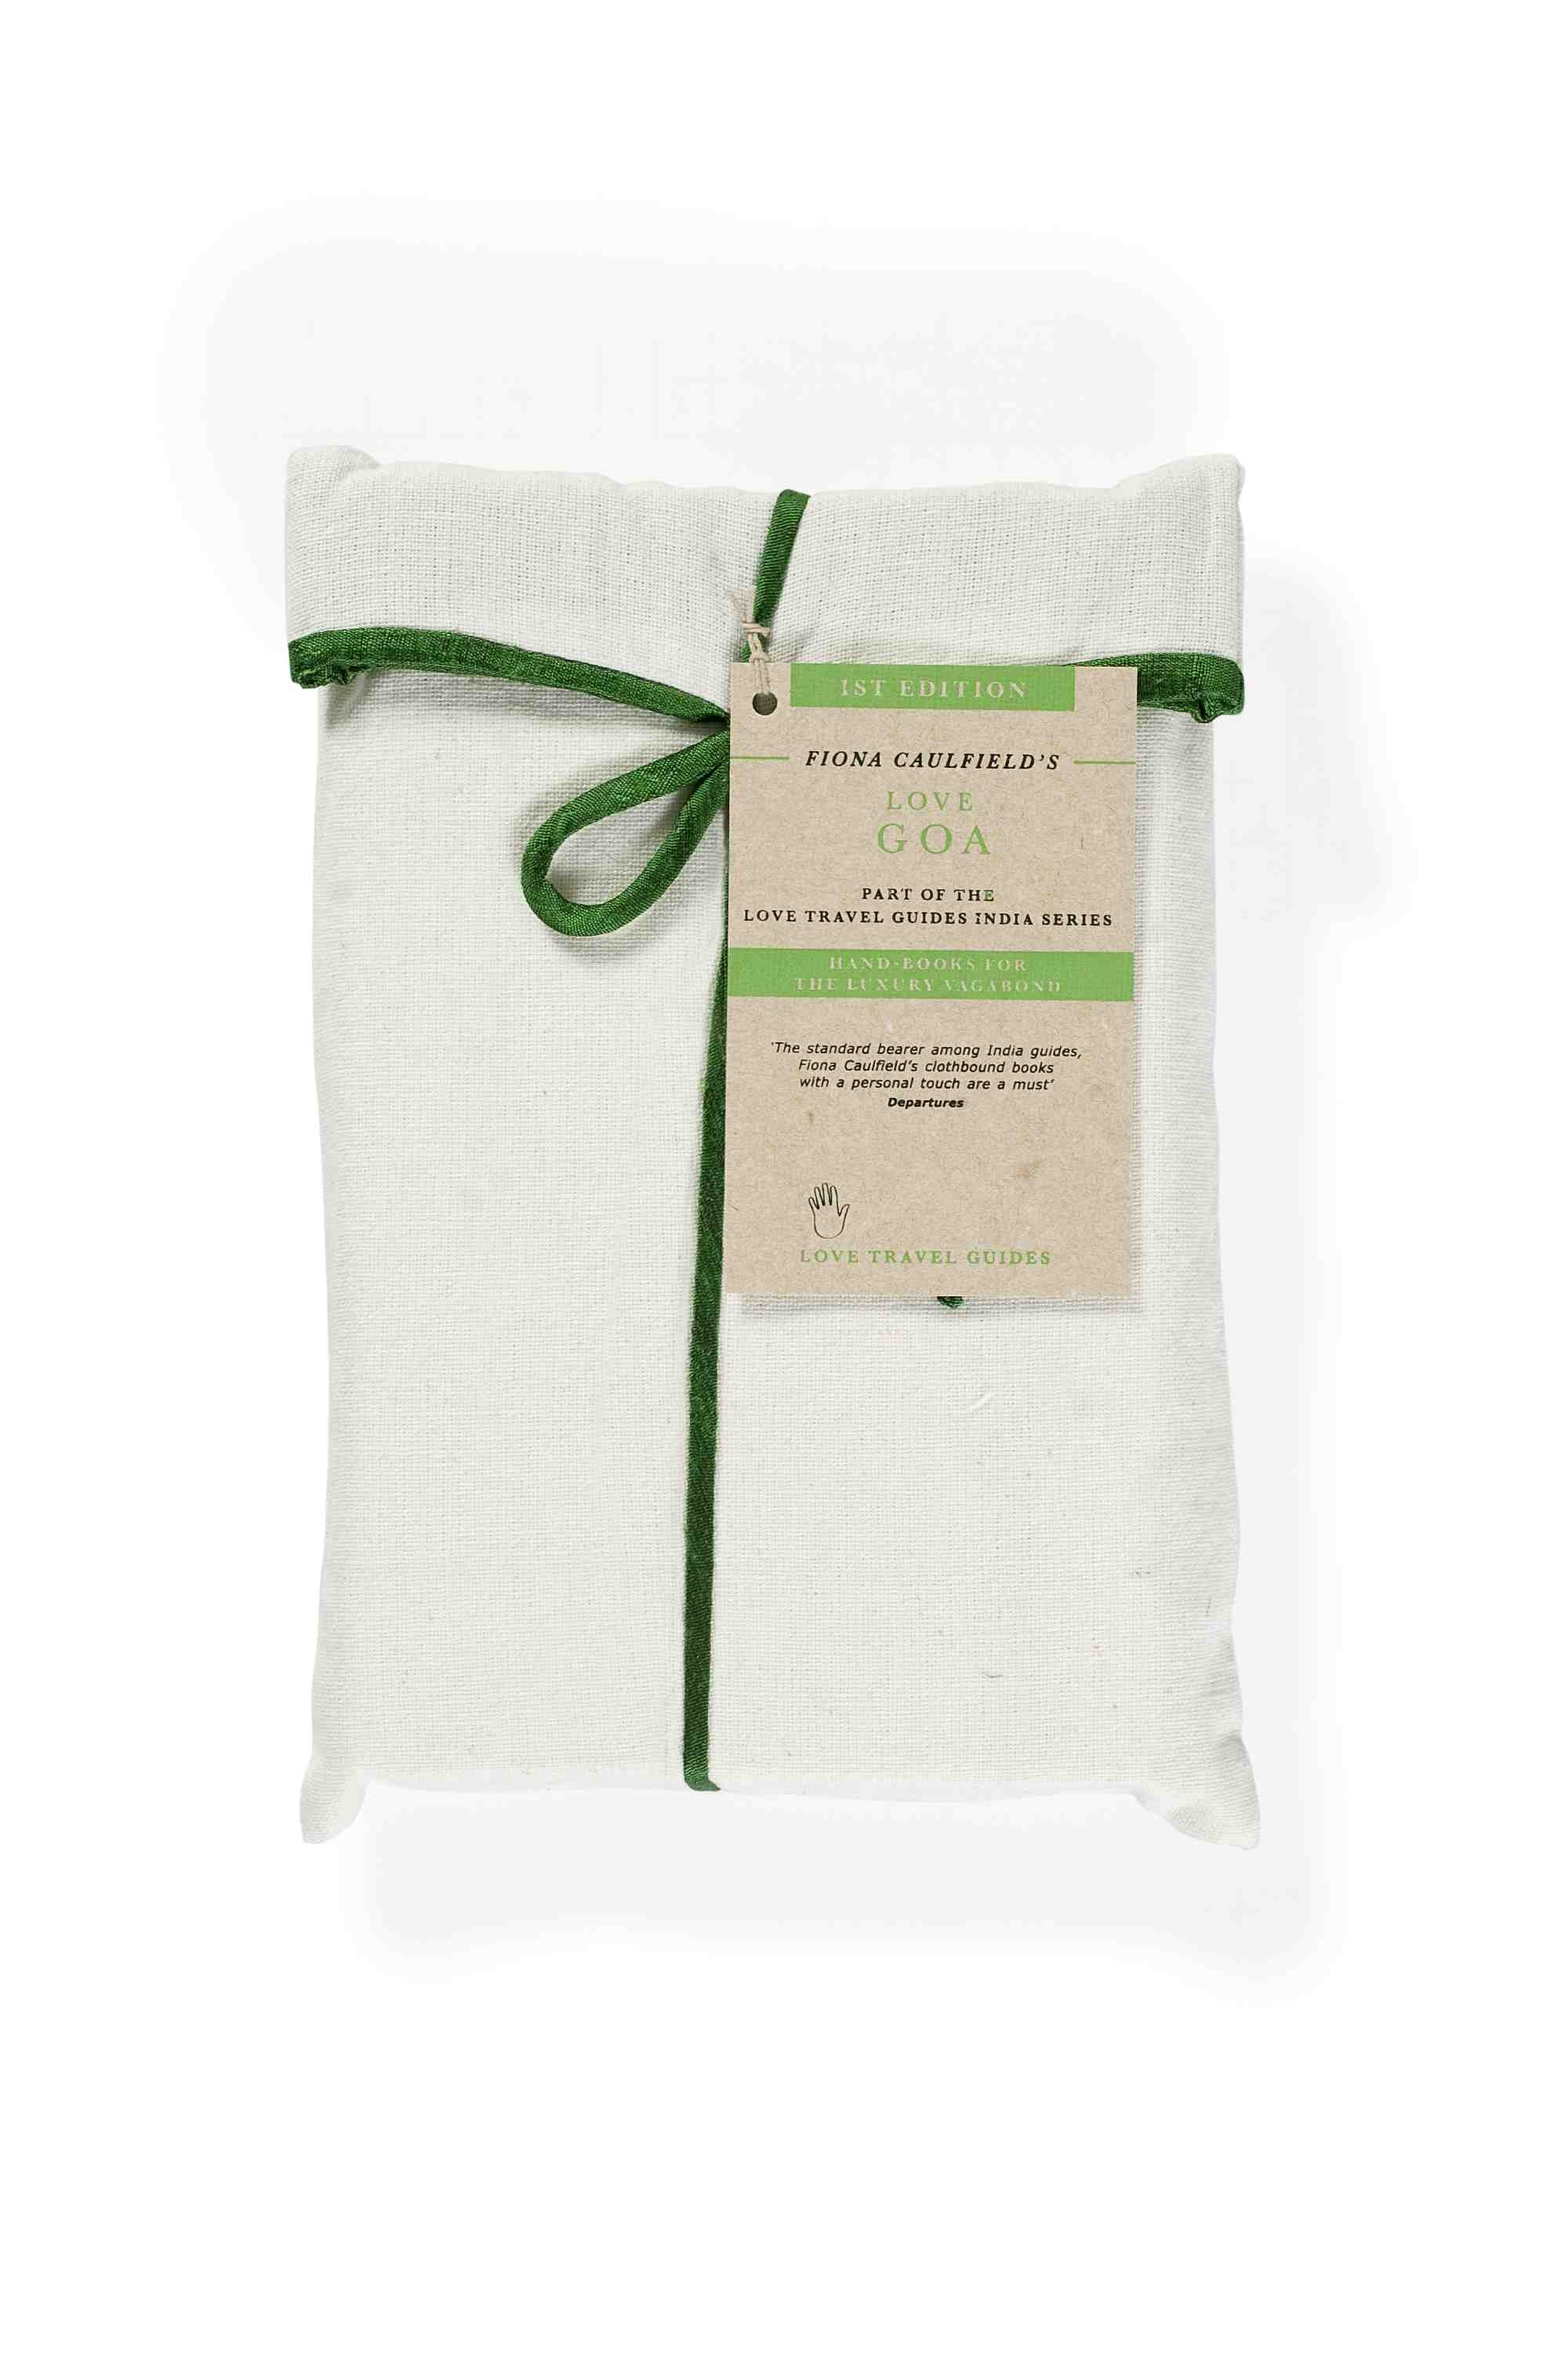 1ST EDITION
FIONA CAULFIELD'S
LOVE
GOA
PART OF THE
LOVE TRAVEL GUIDES INDIA SERIES
HAND-BOOKS FOR
THE LUXURY VAGABOND
'The standard bearer among India guides,
Fiona Caulfield's clothbound books
with a personal touch are a must'
Departures
LOVE TRAVEL GUIDES